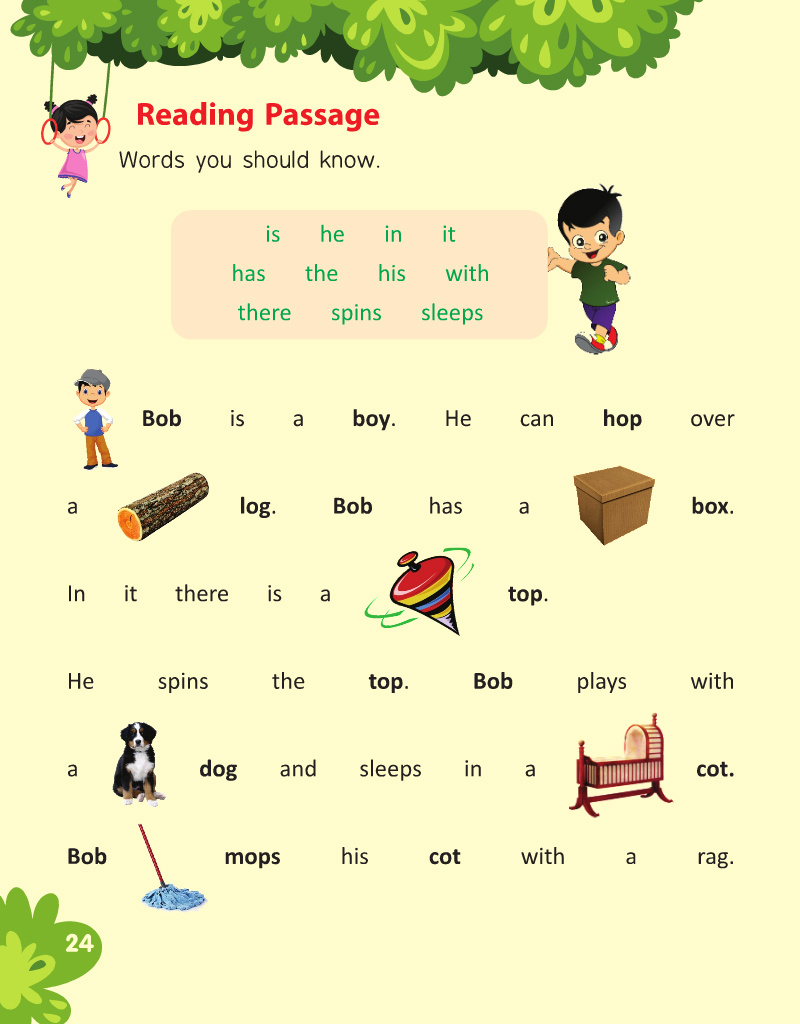 Reading Passage
Words you should know.
is he in it
has the his with
there spins sleeps
Bob is a boy. He can hop over
a log. Bob has a box.
In it there is a top.
He spins the top. Bob plays with
a dog and sleeps in a cot.
Bob mops his cot with a rag.
24